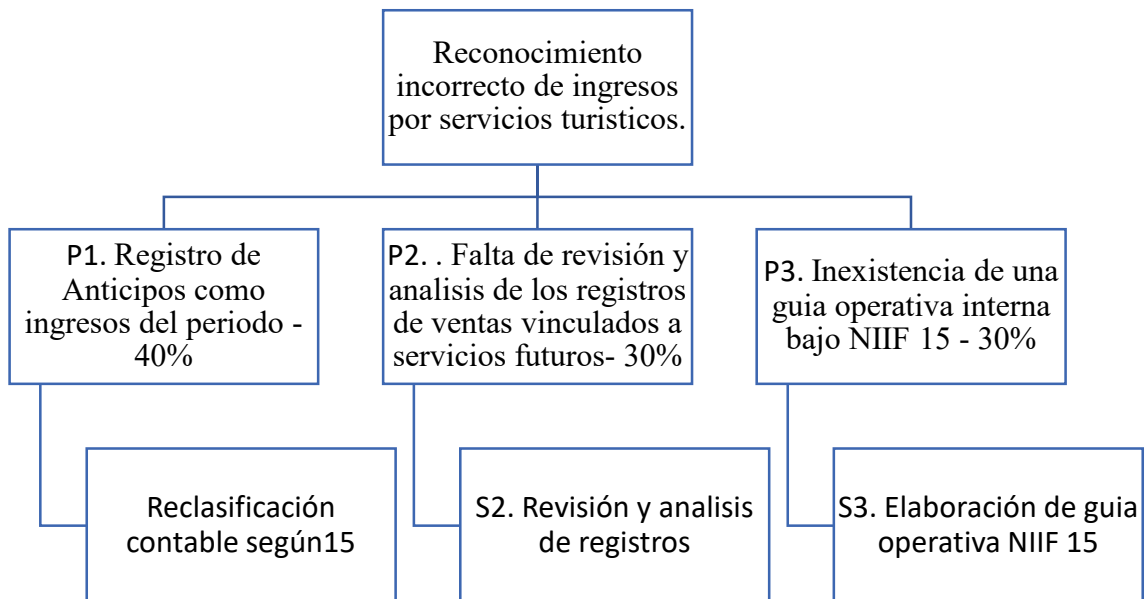 Reconocimiento
incorrecto de ingresos
por servicios turisticos.
P1. Registro de
Anticipos como
ingresos del periodo -
40%
P2. . Falta de revisión y
analisis de los registros
de ventas vinculados a
servicios futuros- 30%
P3. Inexistencia de una
guia operativa interna
bajo NIIF 15 - 30%
Reclasificación
contable según15
S2. Revisión y analisis
de registros
S3. Elaboración de guia
operativa NIIF 15